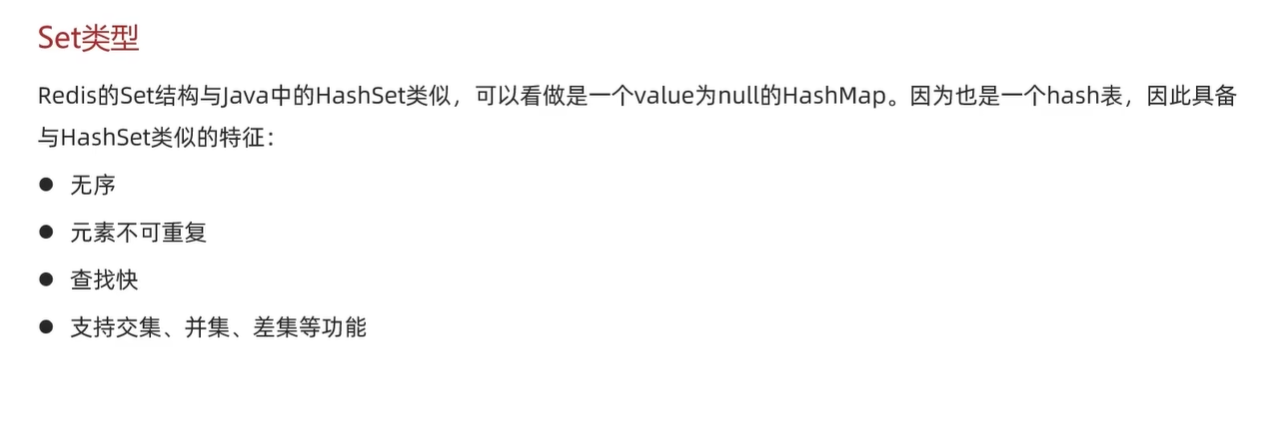 Set类型
Redis的Set结构与Java中的HashSet类似，可以看做是一个value为null的HashMap。因为也是一个hash表，因此具备
与HashSet类似的特征：
● 无序
● 元素不可重复
● 查找快
● 支持交集、并集、差集等功能